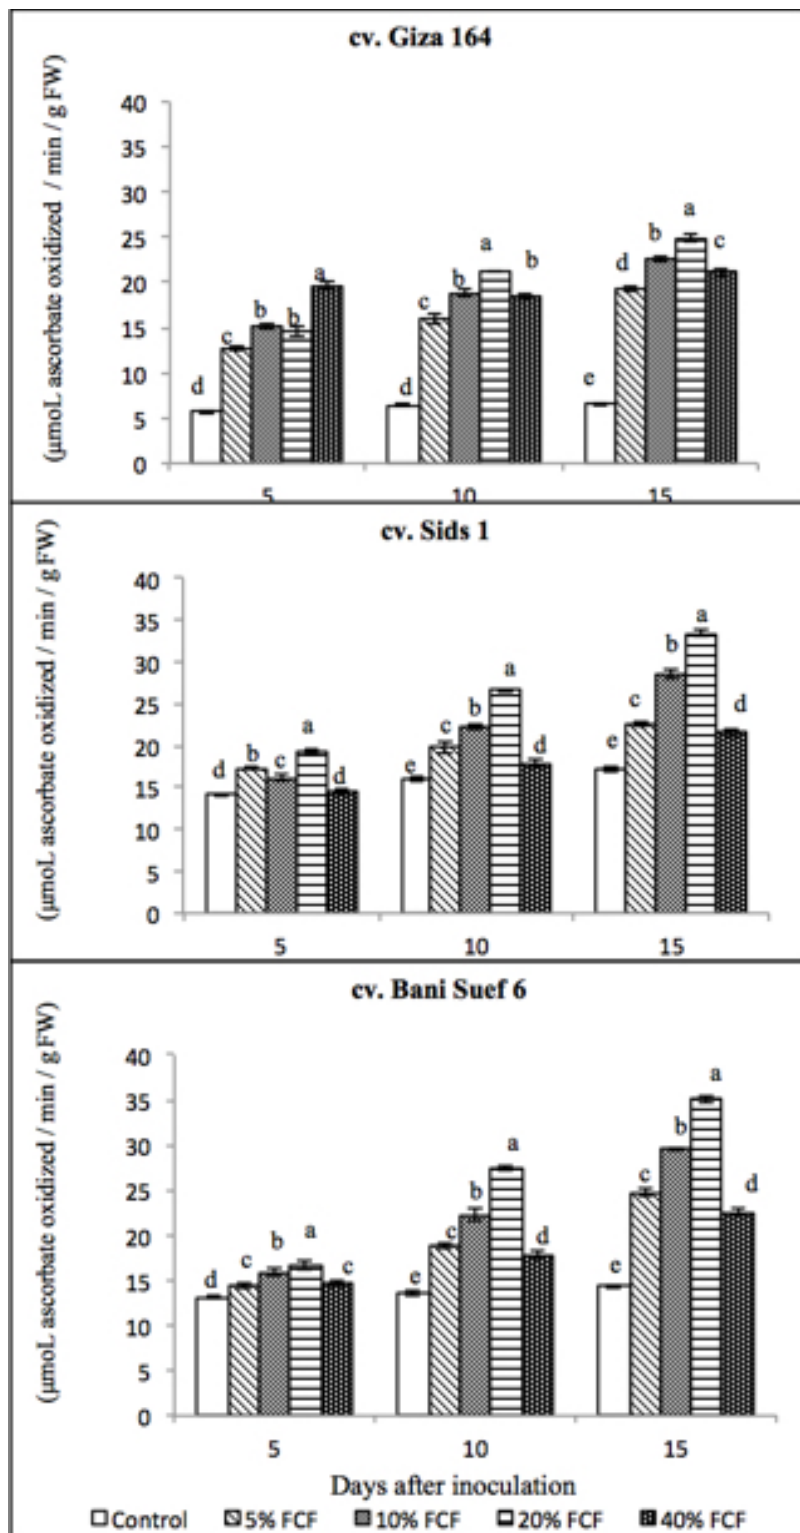 cv. Giza 164
(µmoL ascorbate oxidized / min / g FW)
40
35
30
25
20
15
10
5
0
d c b b a
d c b a b
e d b a c
5 10 15
cv. Sids 1
(µmoL ascorbate oxidized / min / g FW)
40
35
30
25
20
15
10
5
0
d b c a d
e c b a d
e c b a d
5 10 15
cv. Bani Suef 6
(µmoL ascorbate oxidized / min / g FW)
40
35
30
25
20
15
10
5
0
d c b a c
e c b a d
e c b a d
5 10 15
Days after inoculation
Control 5% FCF 10% FCF 20% FCF 40% FCF